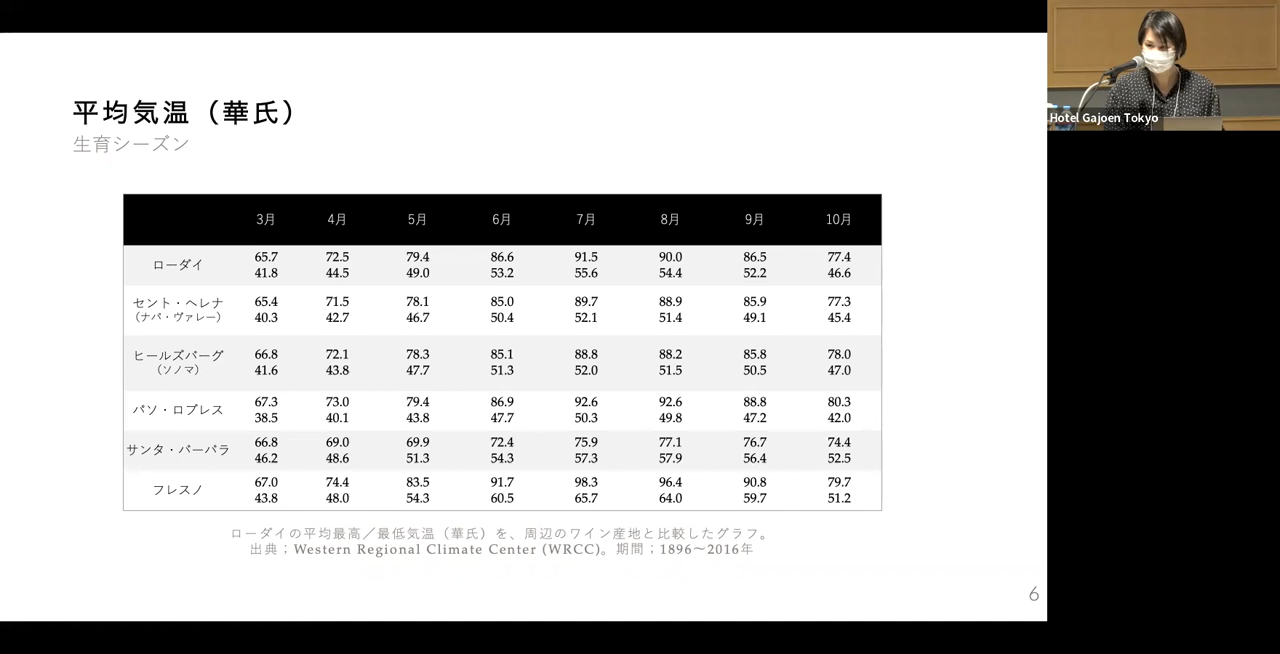 平均気温（華氏）
生育シーズン
3月 4月 5月 6月 7月 8月 9月 10月
ローダイ
65.7 72.5 79.4 86.6 91.5 90.0 86.5 77.4
41.8 44.5 49.0 53.2 55.6 54.4 52.2 46.6
セント・ヘレナ
（ナパ・ヴァレー）
65.4 71.5 78.1 85.0 89.7 88.9 85.9 77.3
40.3 42.7 46.7 50.4 52.1 51.4 49.1 45.4
ヒールズバーグ
（ソノマ）
66.8 72.1 78.3 85.1 88.8 88.2 85.8 78.0
41.6 43.8 47.7 51.3 52.0 51.5 50.5 47.0
パソ・ロブレス
67.3 73.0 79.4 86.9 92.6 92.6 88.8 80.3
38.5 40.1 43.8 47.7 50.3 49.8 47.2 42.0
サンタ・バーバラ
66.8 69.0 69.9 72.4 75.9 77.1 76.7 74.4
46.2 48.6 51.3 54.3 57.3 57.9 56.4 52.5
フレスノ
67.0 74.4 83.5 91.7 98.3 96.4 90.8 79.7
43.8 48.0 54.3 60.5 65.7 64.0 59.7 51.2
ローダイの平均最高／最低気温（華氏）を、周辺のワイン産地と比較したグラフ。
出典；Western Regional Climate Center (WRCC)。期間；1896〜2016年
6
Hotel Gajoen Tokyo